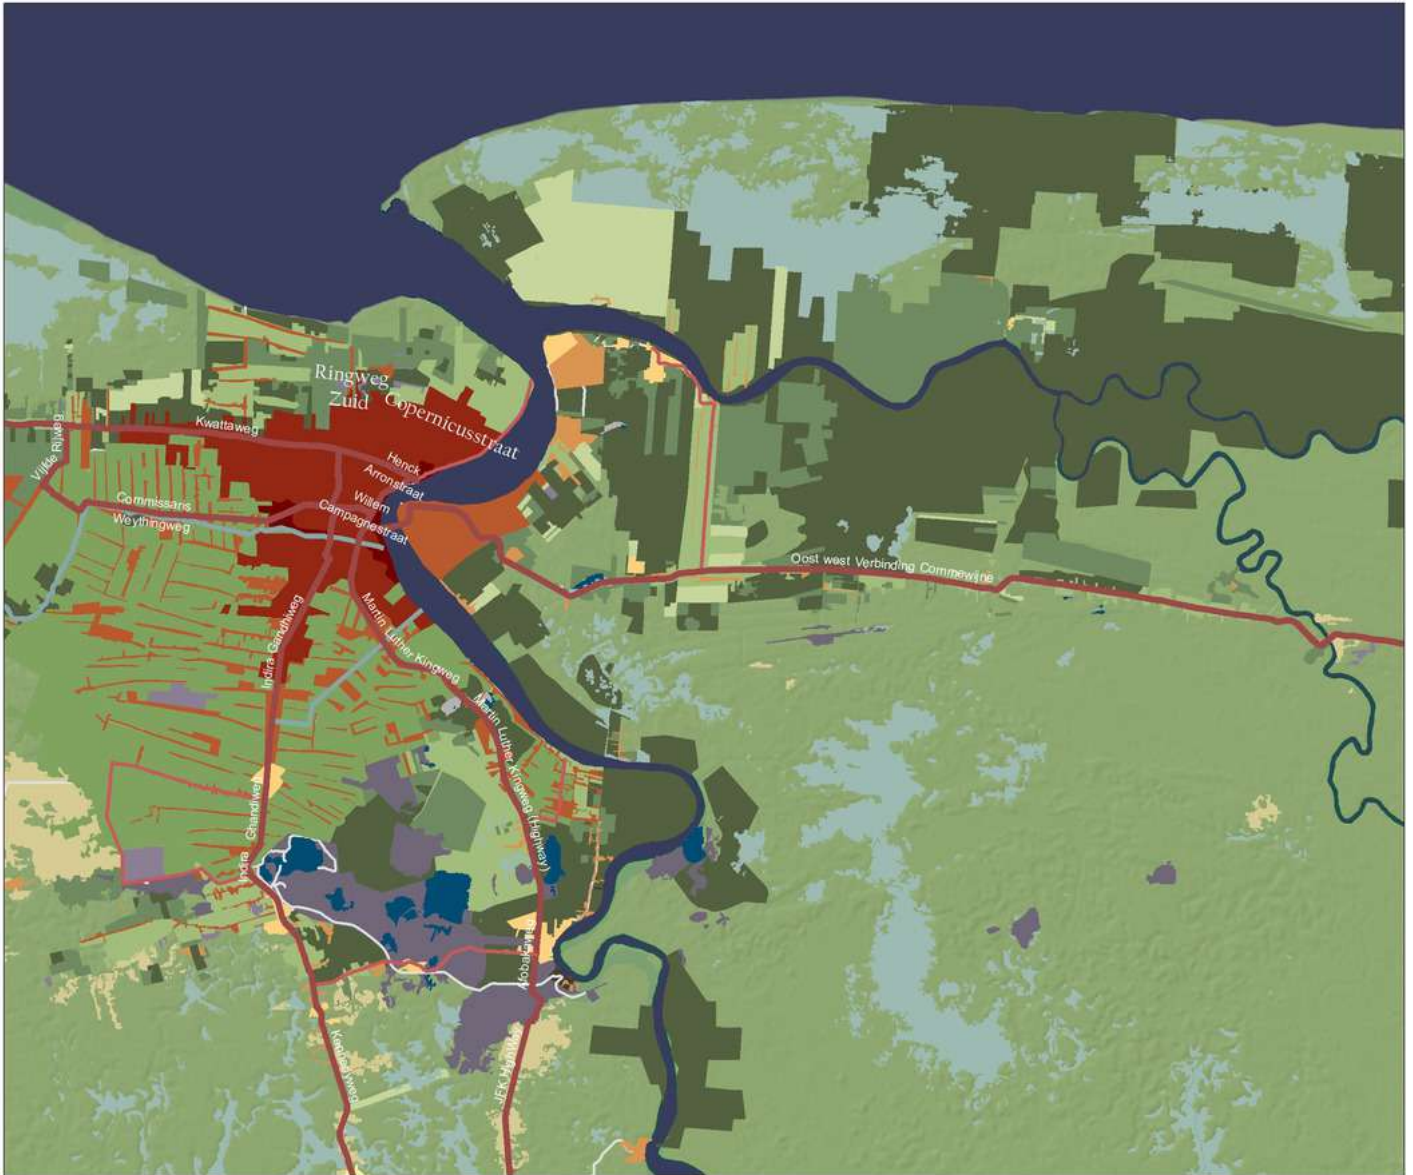 Ringweg
Zuid
Copernicusstraat
Kwattaweg
Vijfde Rijweg
Henck
Arronstraat
Commissaris
Weythingweg
Willem
Campagnestraat
Oost west Verbinding Commewijne
Indira Gandhiweg
Martin Luther Kingweg
Martin Luther Kingweg (Highway)
Indira Ghandiweg
Afobakaweg
Kennedyweg
JFK Highway